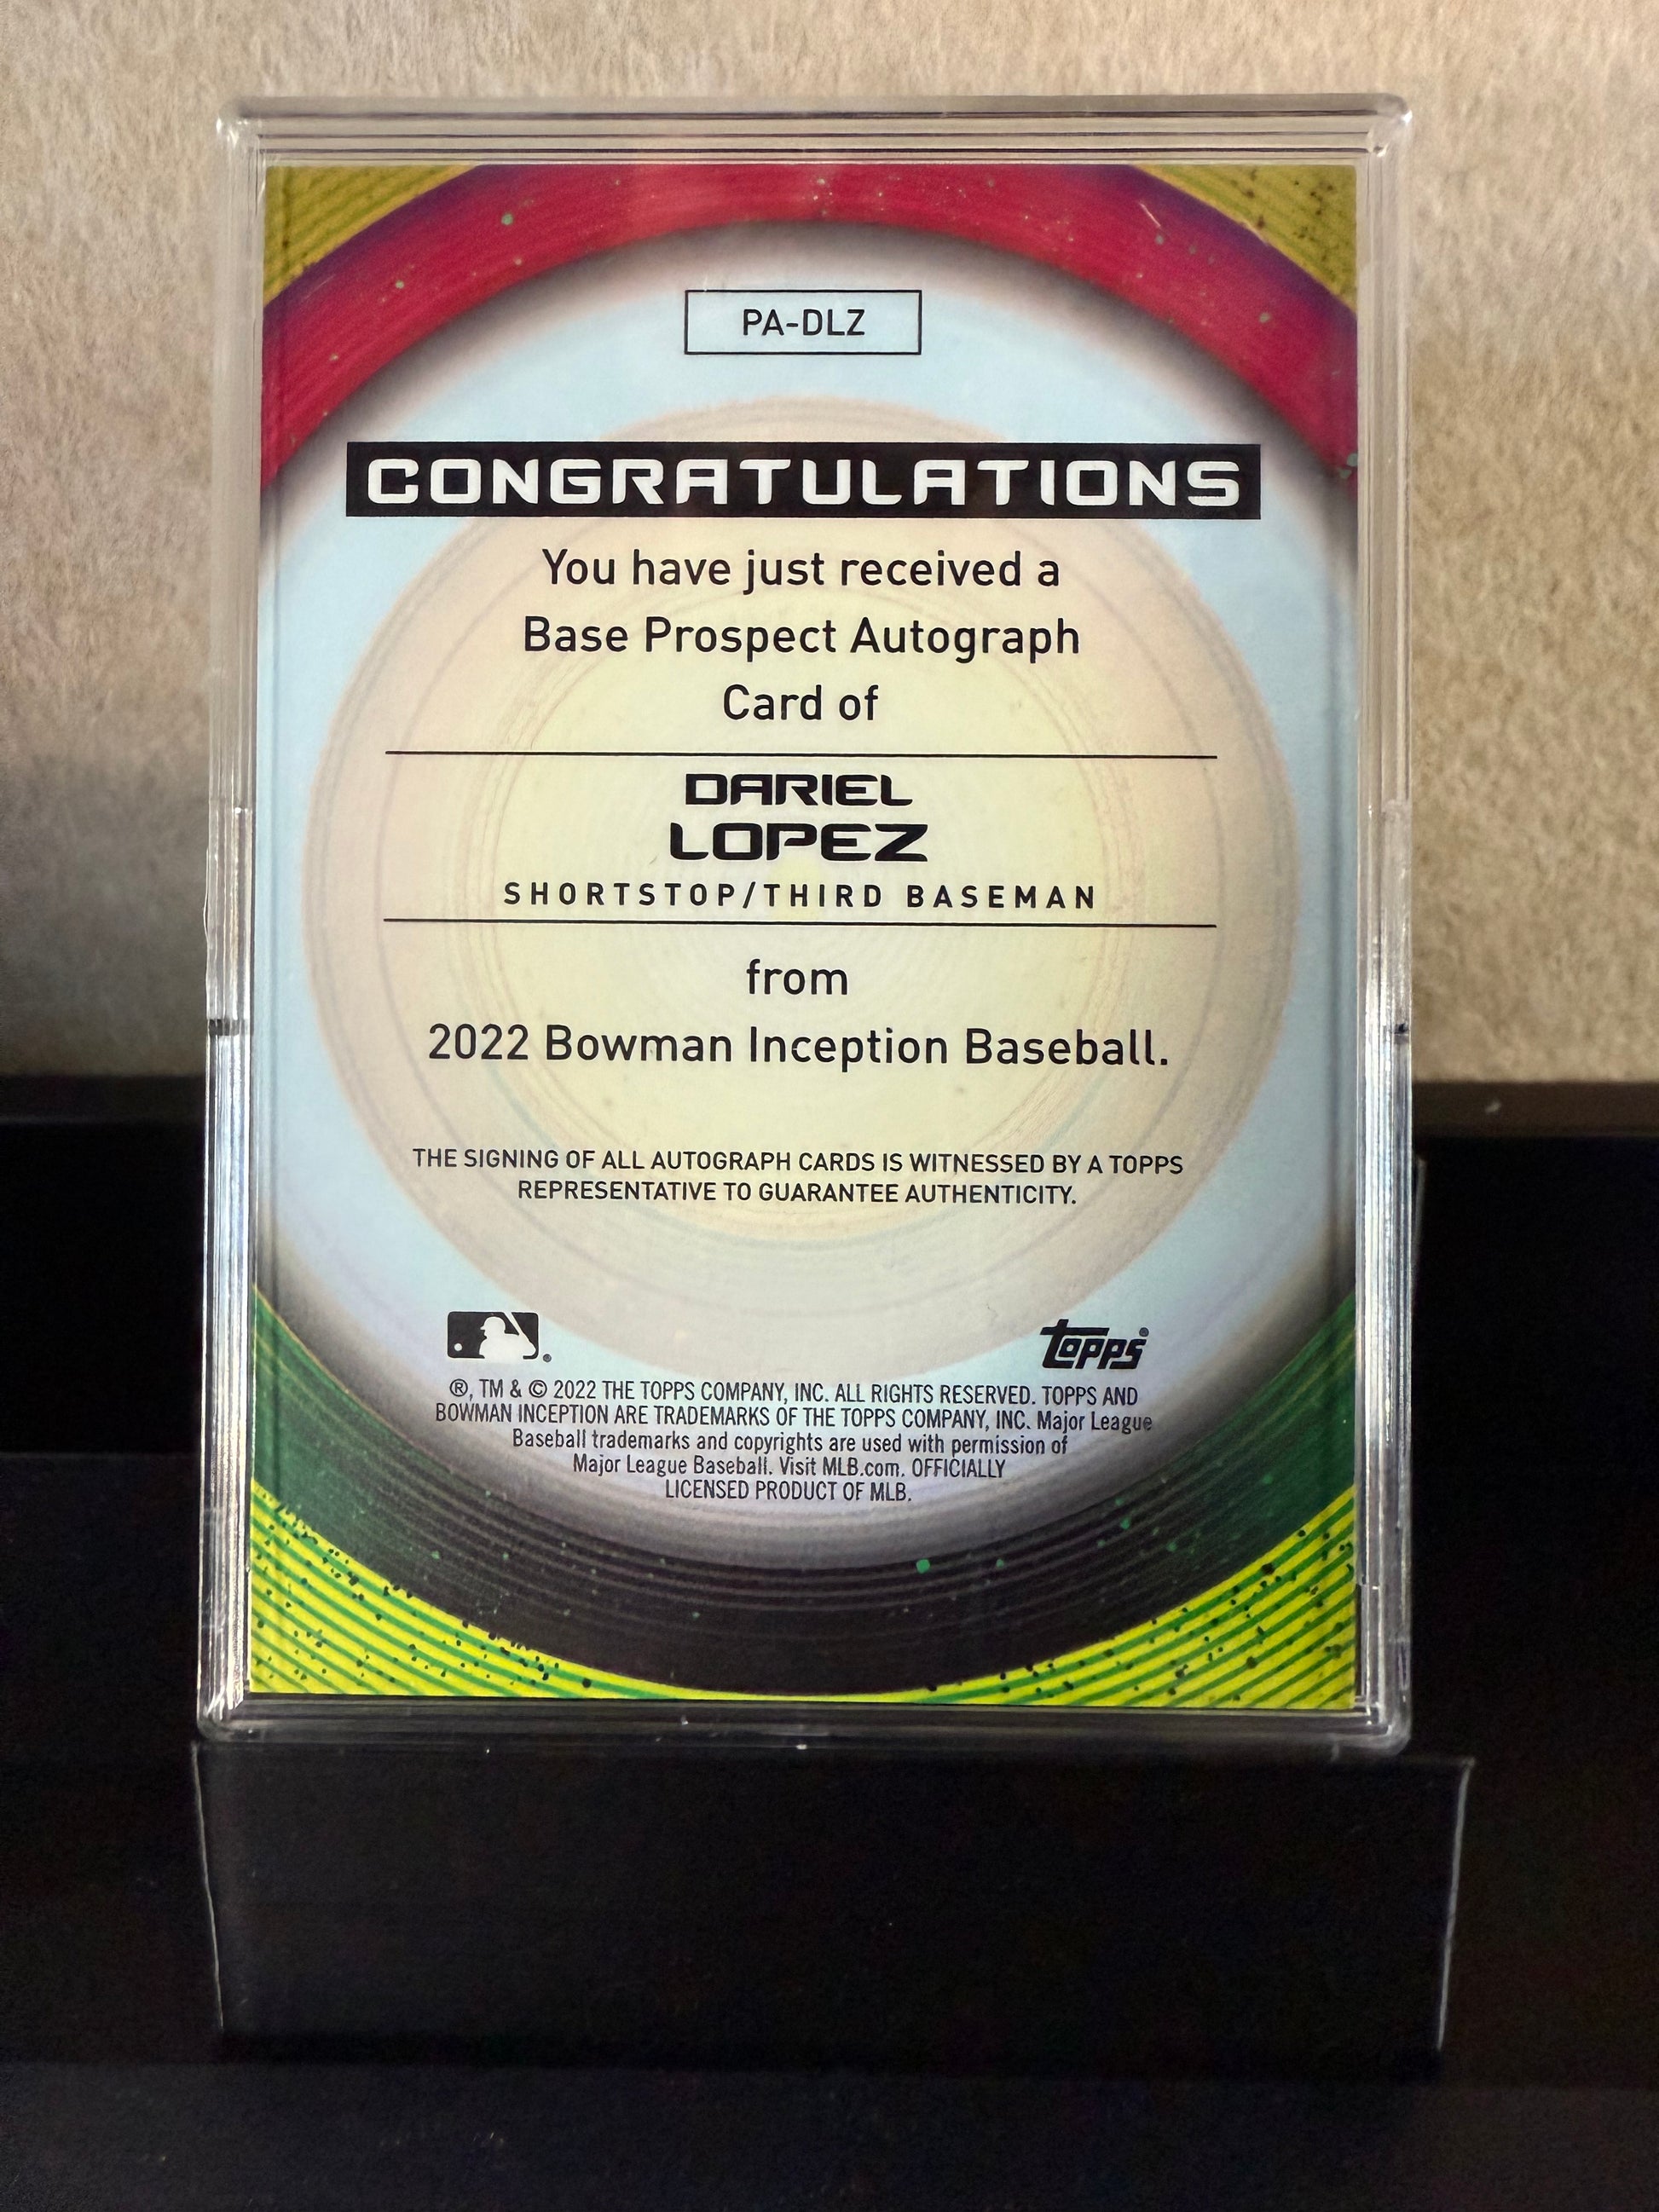 PA-DLZ
CONGRATULATIONS
You have just received a
Base Prospect Autograph
Card of
DARIEL
LOPEZ
SHORTSTOP/THIRD BASEMAN
from
2022 Bowman Inception Baseball.
THE SIGNING OF ALL AUTOGRAPH CARDS IS WITNESSED BY A TOPPS
REPRESENTATIVE TO GUARANTEE AUTHENTICITY.
® topps®
®, TM & © 2022 THE TOPPS COMPANY, INC. ALL RIGHTS RESERVED. TOPPS AND
BOWMAN INCEPTION ARE TRADEMARKS OF THE TOPPS COMPANY, INC. Major League
Baseball trademarks and copyrights are used with permission of
Major League Baseball. Visit MLB.com. OFFICIALLY
LICENSED PRODUCT OF MLB.